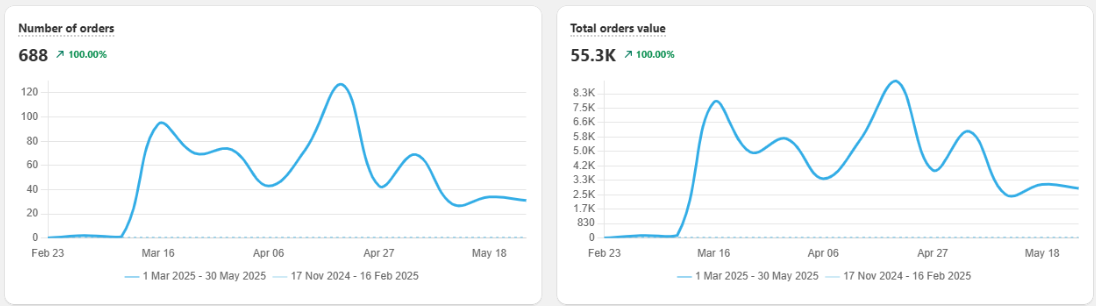 Number of orders
688 ↗ 100.00%
120
100
80
60
40
20
0
Feb 23 Mar 16 Apr 06 Apr 27 May 18
1 Mar 2025 - 30 May 2025 17 Nov 2024 - 16 Feb 2025
Total orders value
55.3K ↗ 100.00%
8.3K
7.5K
6.6K
5.8K
5.0K
4.2K
3.3K
2.5K
1.7K
830
0
Feb 23 Mar 16 Apr 06 Apr 27 May 18
1 Mar 2025 - 30 May 2025 17 Nov 2024 - 16 Feb 2025